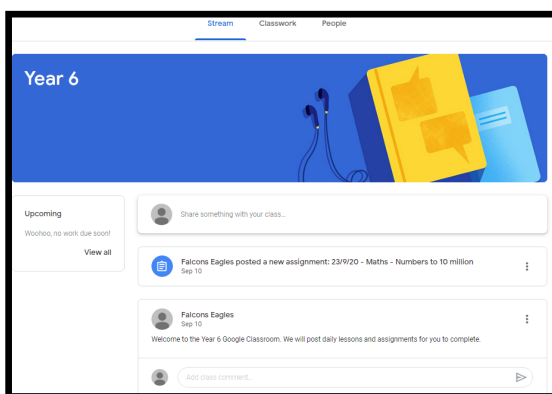 Stream Classwork People
Year 6
Upcoming
Woohoo, no work due soon!
View all
Share something with your class...
Falcons Eagles posted a new assignment: 23/9/20 - Maths - Numbers to 10 million
Sep 10
Falcons Eagles
Sep 10
Welcome to the Year 6 Google Classroom. We will post daily lessons and assignments for you to complete.
Add class comment...